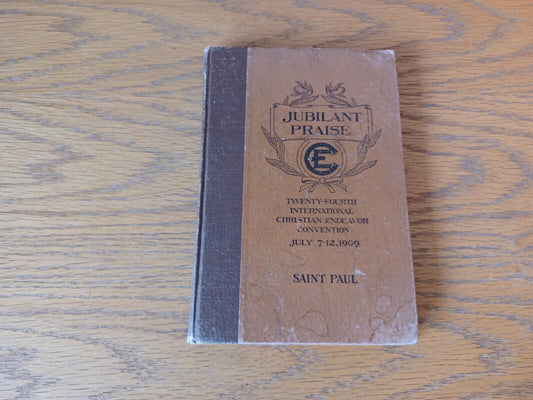 JUBILANT
PRAISE
CE
TWENTY-FOURTH
INTERNATIONAL
CHRISTIAN ENDEAVOR
CONVENTION
JULY 7-12, 1909
SAINT PAUL